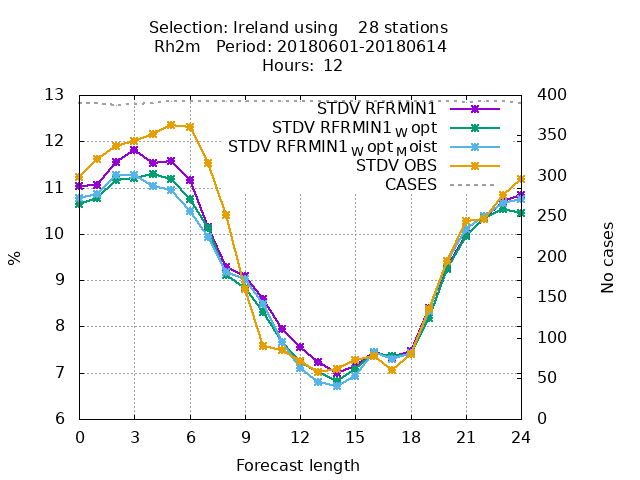 Selection: Ireland using    28 stations
Rh2m   Period: 20180601-20180614
Hours:  12
STDV RFRMIN1
STDV RFRMIN1Wopt
STDV RFRMIN1WoptMoist
STDV OBS
CASES
13
12
11
10
9
8
7
6
%
400
350
300
250
200
150
100
50
0
No cases
0 3 6 9 12 15 18 21 24
Forecast length